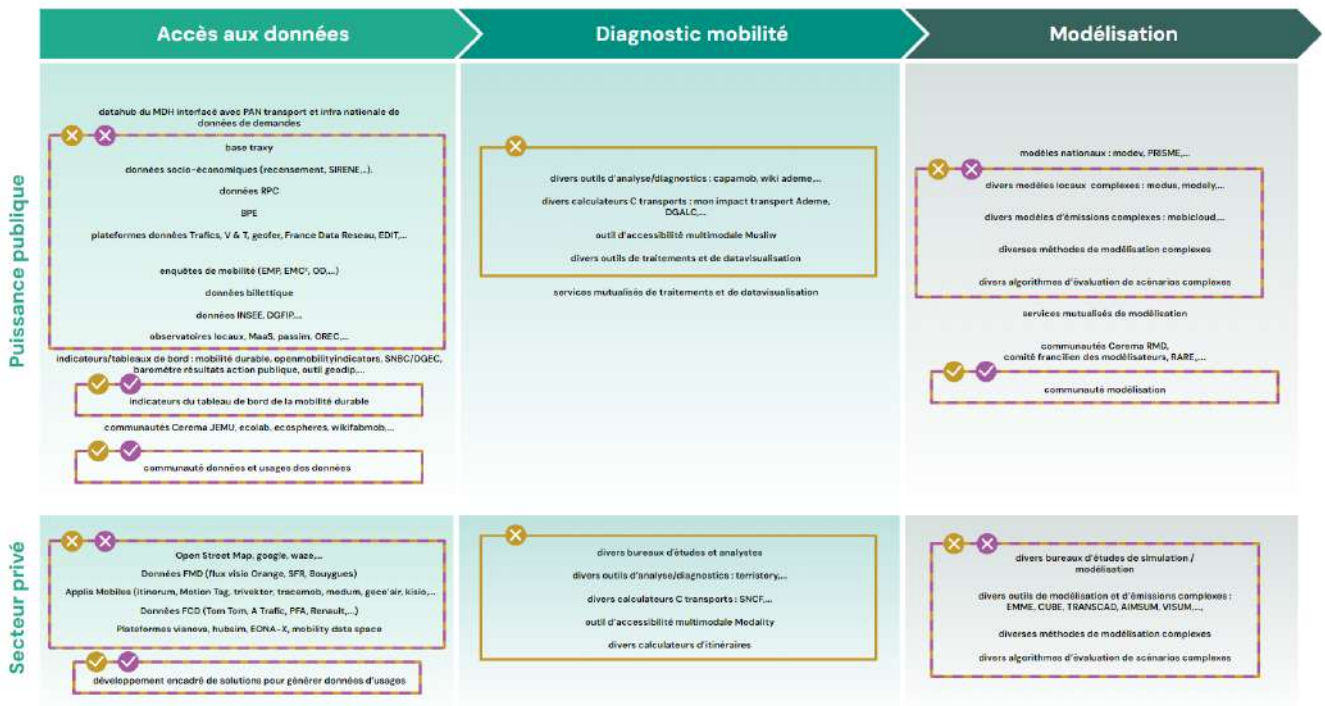 Accès aux données
Diagnostic mobilité
Modélisation
Puissance publique
datahub du MDH interfacé avec PAN transport et infra nationale de
données de demandes
base traxy
données socio-économiques (recensement, SIRENE,..).
données RPC
BPE
plateformes données Trafics, V & T, geofer, France Data Reseau, EDIT,...
enquêtes de mobilité (EMP, EMC², OD,...)
données billettique
données INSEE, DGFIP,...
observatoires locaux, MaaS, passim, OREC,...
indicateurs/tableaux de bord : mobilité durable, openmobilityindicators, SNBC/DGEC,
baromètre résultats action publique, outil geodip,...
indicateurs du tableau de bord de la mobilité durable
communautés Cerema JEMU, ecolab, ecospheres, wikifabmob,...
communauté données et usages des données
divers outils d'analyse/diagnostics : capamob, wiki ademe,...
divers calculateurs C transports : mon impact transport Ademe,
DGALC,...
outil d'accessibilité multimodale Musliw
divers outils de traitements et de datavisualisation
services mutualisés de traitements et de datavisualisation
modèles nationaux : modev, PRISME,...
divers modèles locaux complexes : modus, modely,...
divers modèles d'émissions complexes : mobicloud,...
diverses méthodes de modélisation complexes
divers algorithmes d'évaluation de scénarios complexes
services mutualisés de modélisation
communautés Cerema RMD,
comité francilien des modélisateurs, RARE,...
communauté modélisation
Secteur privé
Open Street Map, google, waze,...
Données FMD (flux visio Orange, SFR, Bouygues)
Applis Mobiles (itinerum, Motion Tag, trivektor, tracemob, modum, geco'air, kisio,...
Données FCD (Tom Tom, A Trafic, PFA, Renault,...)
Plateformes vianova, hubsim, EONA-X, mobility data space
développement encadré de solutions pour générer données d'usages
divers bureaux d'études et analystes
divers outils d'analyse/diagnostics : terristory,...
divers calculateurs C transports : SNCF,...
outil d'accessibilité multimodale Modality
divers calculateurs d'itinéraires
divers bureaux d'études de simulation /
modélisation
divers outils de modélisation et d'émissions complexes :
EMME, CUBE, TRANSCAD, AIMSUM, VISUM,...,
diverses méthodes de modélisation complexes
divers algorithmes d'évaluation de scénarios complexes